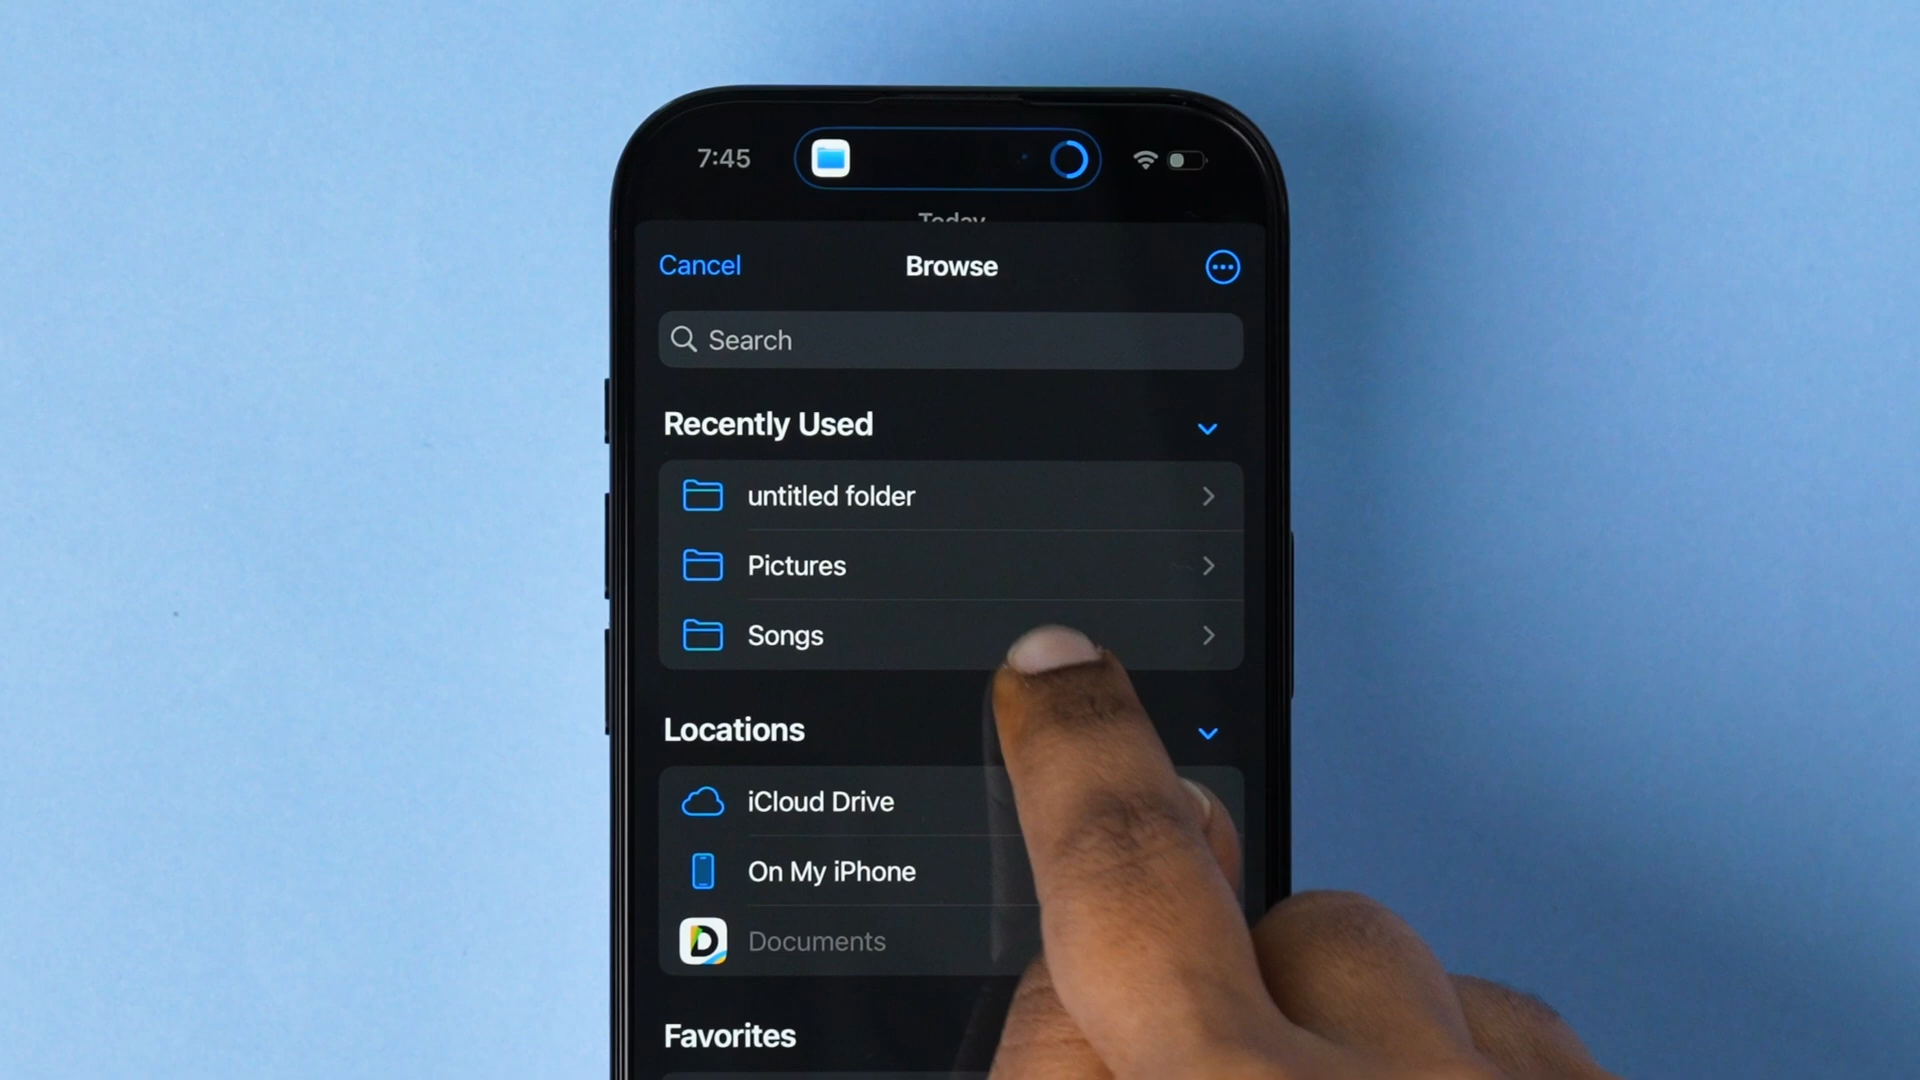 7:45
Today
Cancel
Browse
Search
Recently Used
untitled folder
Pictures
Songs
Locations
iCloud Drive
On My iPhone
D
Documents
Favorites